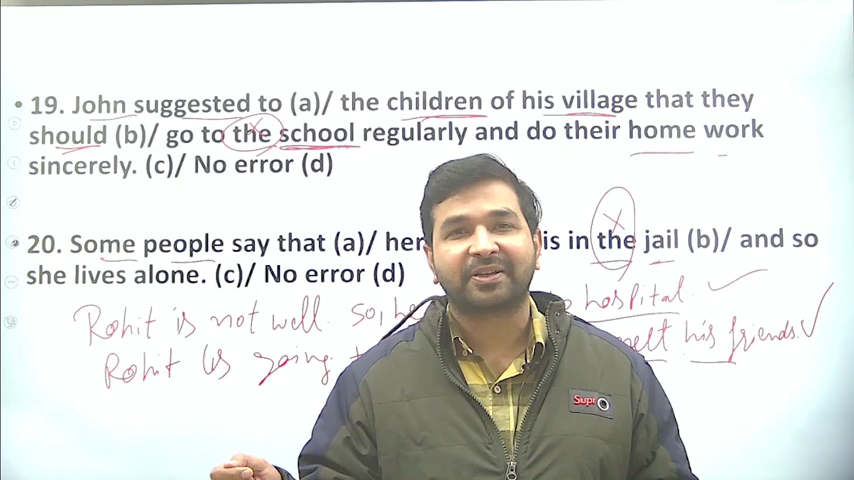 • 19. John suggested to (a)/ the children of his village that they
should (b)/ go to the school regularly and do their home work
sincerely. (c)/ No error (d)
20. Some people say that (a)/ her is in the jail (b)/ and so
she lives alone. (c)/ No error (d)
Rohit is not well. So, he hospital.
Rohit is going his friends.
Supr